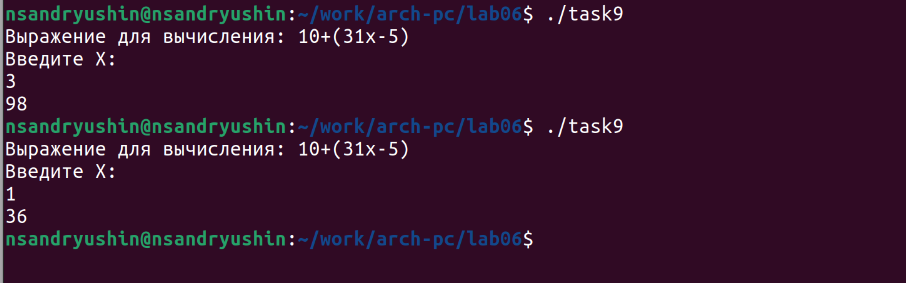 nsandryushin@nsandryushin:~/work/arch-pc/lab06$ ./task9
Выражение для вычисления: 10+(31x-5)
Введите X:
3
98
nsandryushin@nsandryushin:~/work/arch-pc/lab06$ ./task9
Выражение для вычисления: 10+(31x-5)
Введите X:
1
36
nsandryushin@nsandryushin:~/work/arch-pc/lab06$